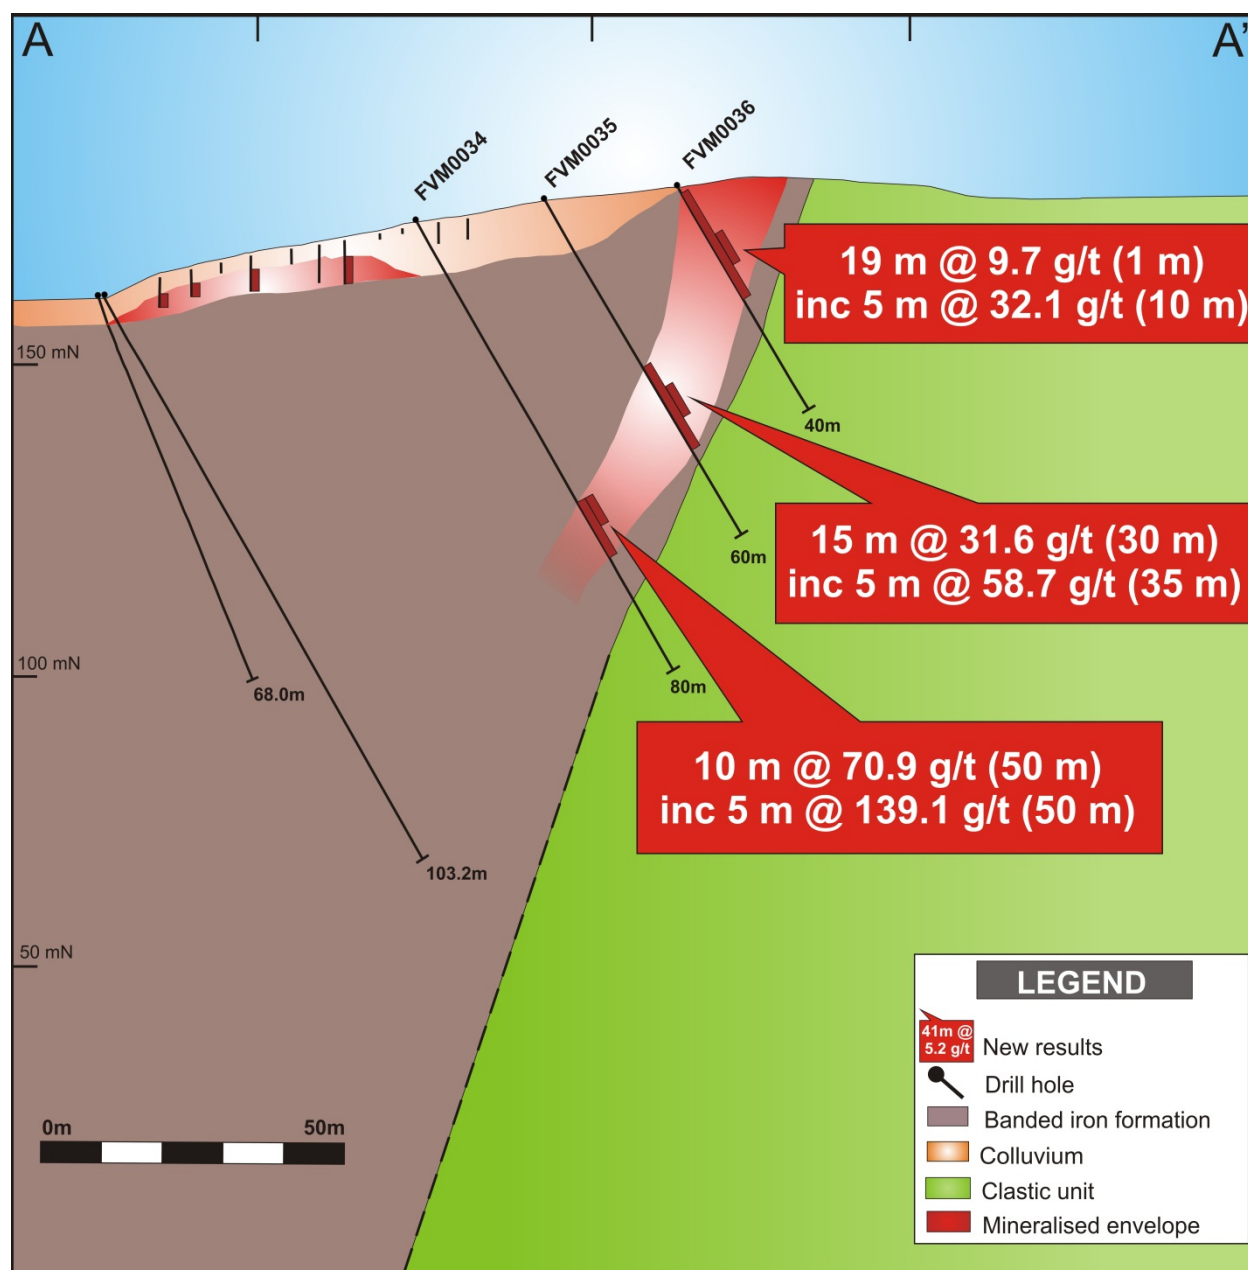 A
A'
FVM0034
FVM0035
FVM0036
19 m @ 9.7 g/t (1 m)
inc 5 m @ 32.1 g/t (10 m)
150 mN
40m
15 m @ 31.6 g/t (30 m)
inc 5 m @ 58.7 g/t (35 m)
60m
100 mN
68.0m
80m
10 m @ 70.9 g/t (50 m)
inc 5 m @ 139.1 g/t (50 m)
103.2m
50 mN
LEGEND
41m @
5.2 g/t
New results
Drill hole
Banded iron formation
Colluvium
Clastic unit
Mineralised envelope
0m
50m